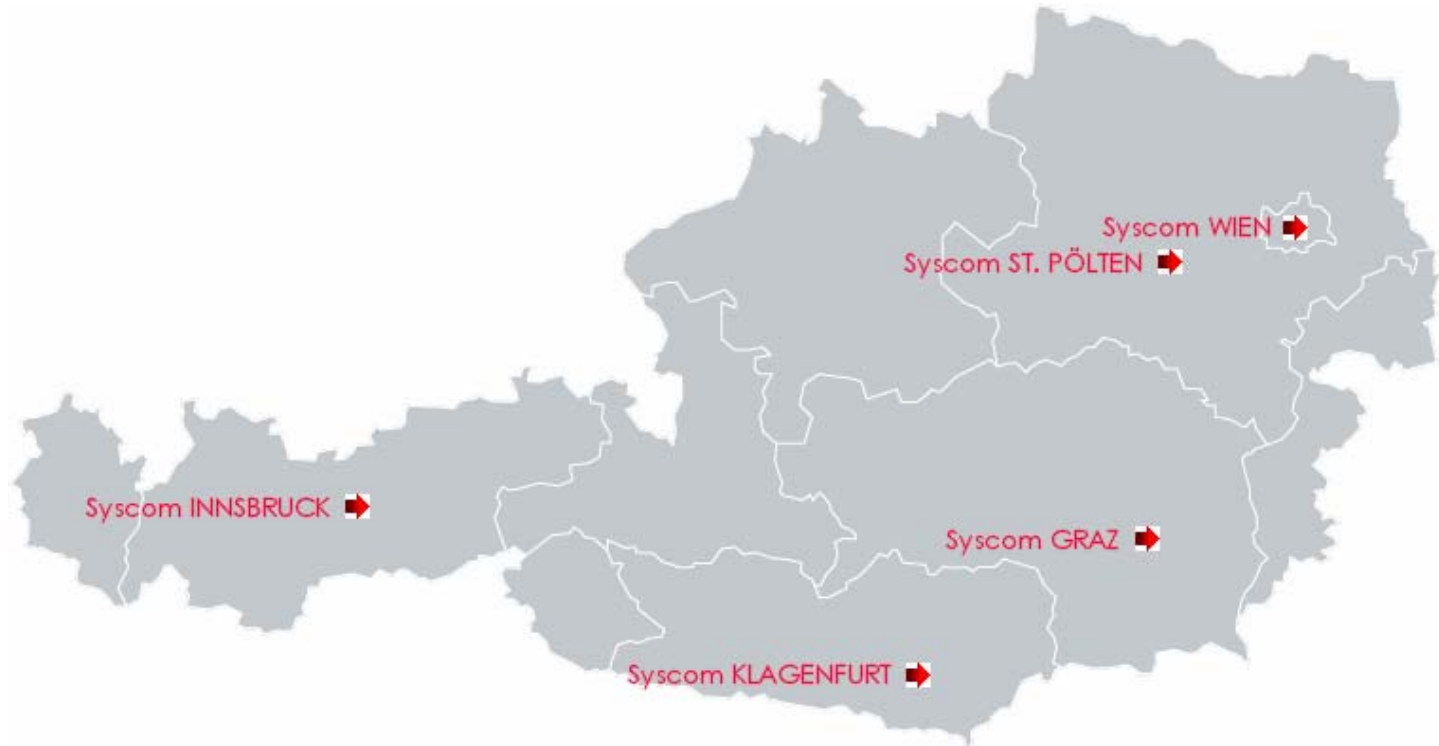 Syscom WIEN
Syscom ST. PÖLTEN
Syscom INNSBRUCK
Syscom GRAZ
Syscom KLAGENFURT